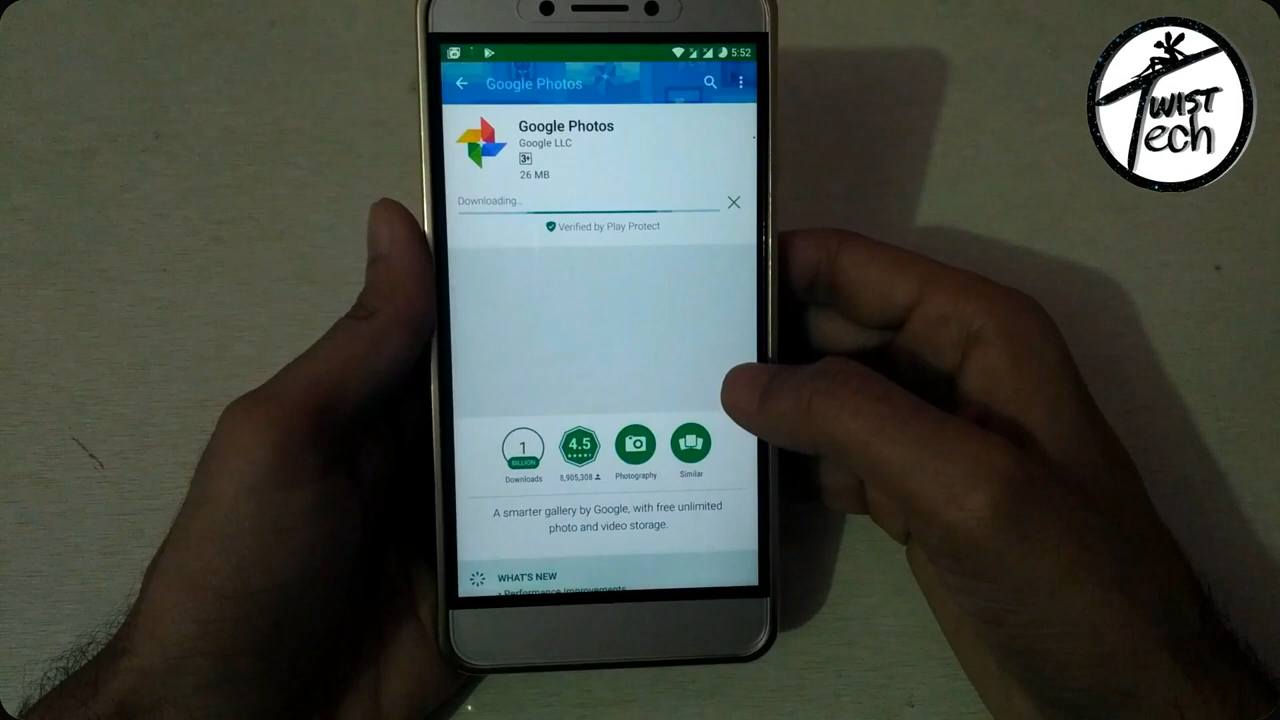 5:52
Google Photos
Google Photos
Google LLC
3+
26 MB
Downloading...
Verified by Play Protect
1
BILLION
Downloads
4.5
8,905,308
Photography
Similar
A smarter gallery by Google, with free unlimited
photo and video storage.
WHAT'S NEW
• Performance improvements
TWIST
Tech